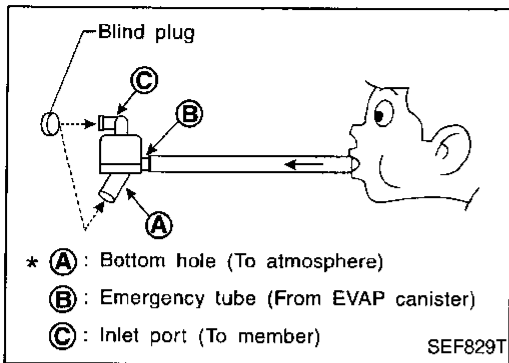 Blind plug
C
B
A
* A : Bottom hole (To atmosphere)
B : Emergency tube (From EVAP canister)
C : Inlet port (To member)
SEF829T